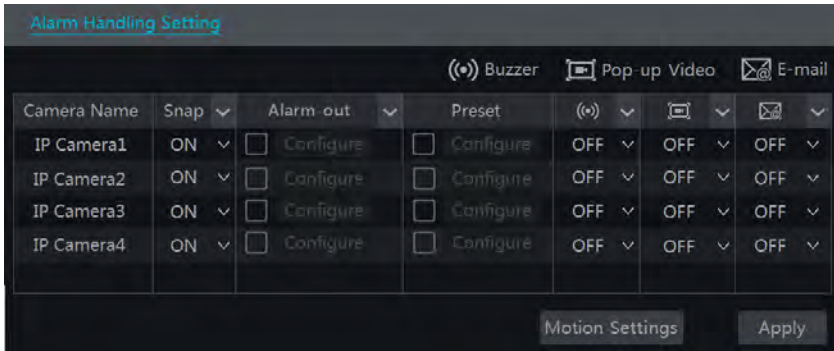 Alarm Handling Setting
Buzzer Pop-up Video E-mail
Camera Name Snap Alarm-out Preset
IP Camera1 ON Configure Configure OFF OFF OFF
IP Camera2 ON Configure Configure OFF OFF OFF
IP Camera3 ON Configure Configure OFF OFF OFF
IP Camera4 ON Configure Configure OFF OFF OFF
Motion Settings Apply